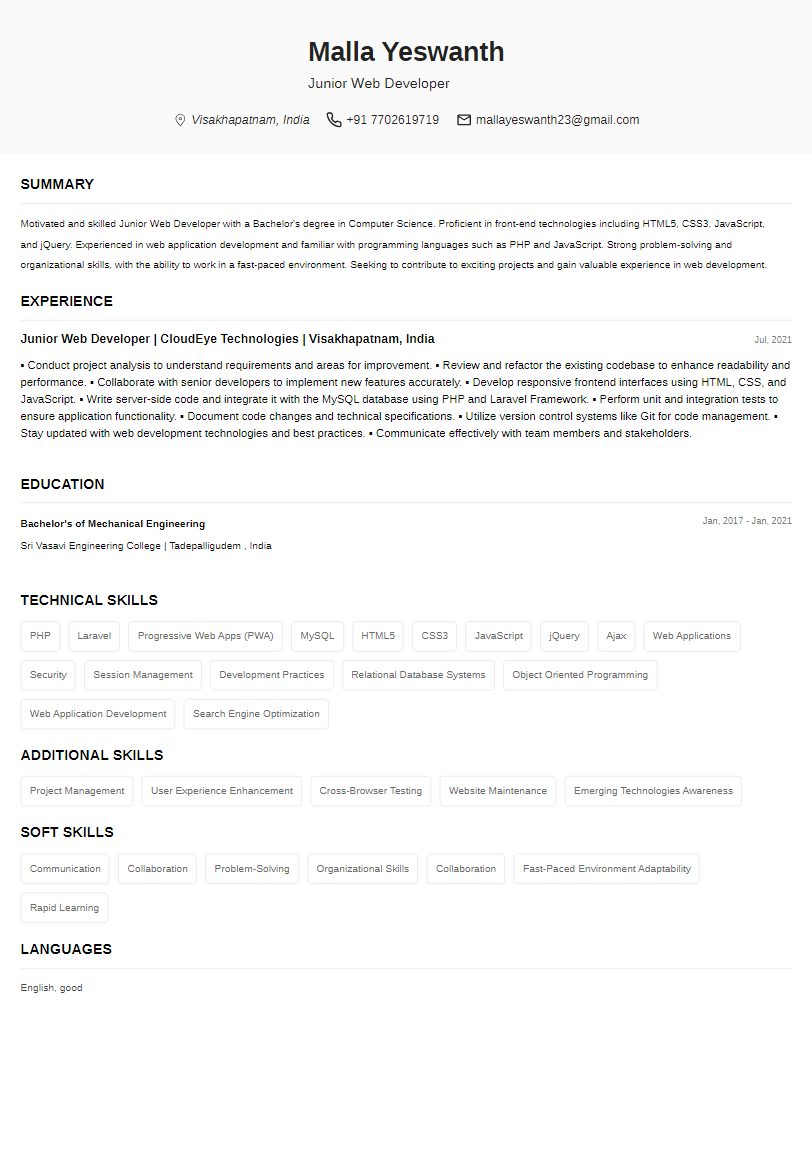 Malla Yeswanth
Junior Web Developer
Visakhapatnam, India +91 7702619719 mallayeswanth23@gmail.com
SUMMARY
Motivated and skilled Junior Web Developer with a Bachelor's degree in Computer Science. Proficient in front-end technologies including HTML5, CSS3, JavaScript,
and jQuery. Experienced in web application development and familiar with programming languages such as PHP and JavaScript. Strong problem-solving and
organizational skills, with the ability to work in a fast-paced environment. Seeking to contribute to exciting projects and gain valuable experience in web development.
EXPERIENCE
Junior Web Developer | CloudEye Technologies | Visakhapatnam, India Jul, 2021
▪ Conduct project analysis to understand requirements and areas for improvement. ▪ Review and refactor the existing codebase to enhance readability and
performance. ▪ Collaborate with senior developers to implement new features accurately. ▪ Develop responsive frontend interfaces using HTML, CSS, and
JavaScript. ▪ Write server-side code and integrate it with the MySQL database using PHP and Laravel Framework. ▪ Perform unit and integration tests to
ensure application functionality. ▪ Document code changes and technical specifications. ▪ Utilize version control systems like Git for code management. ▪
Stay updated with web development technologies and best practices. ▪ Communicate effectively with team members and stakeholders.
EDUCATION
Bachelor's of Mechanical Engineering Jan, 2017 - Jan, 2021
Sri Vasavi Engineering College | Tadepalligudem , India
TECHNICAL SKILLS
PHP Laravel Progressive Web Apps (PWA) MySQL HTML5 CSS3 JavaScript jQuery Ajax Web Applications
Security Session Management Development Practices Relational Database Systems Object Oriented Programming
Web Application Development Search Engine Optimization
ADDITIONAL SKILLS
Project Management User Experience Enhancement Cross-Browser Testing Website Maintenance Emerging Technologies Awareness
SOFT SKILLS
Communication Collaboration Problem-Solving Organizational Skills Collaboration Fast-Paced Environment Adaptability
Rapid Learning
LANGUAGES
English, good